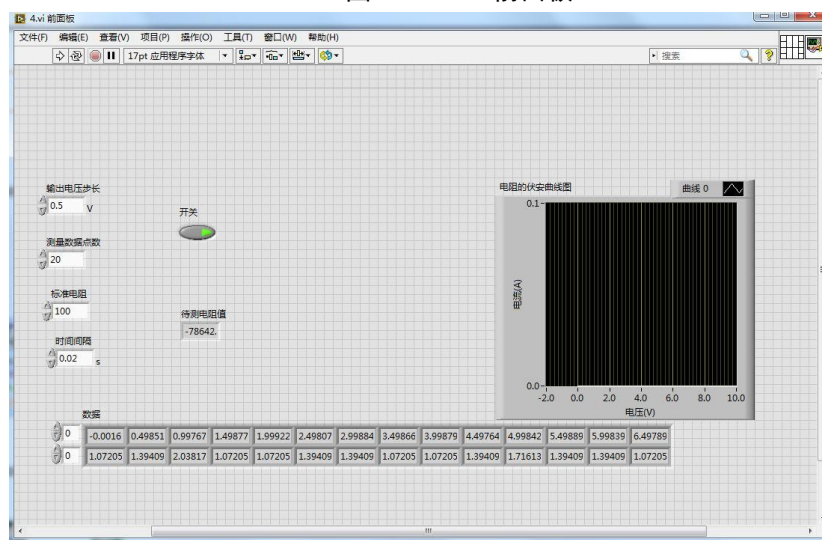 4.vi 前面板
文件(F) 编辑(E) 查看(V) 项目(P) 操作(O) 工具(T) 窗口(W) 帮助(H)
17pt 应用程序字体 搜索
输出电压步长
0.5 V
开关
测量数据点数
20
标准电阻
100
待测电阻值
-78642.
时间间隔
0.02 s
电阻的伏安曲线图 曲线 0
0.1
电流(A)
0.0
-2.0 0.0 2.0 4.0 6.0 8.0 10.0
电压(V)
数据
0 -0.0016 0.49851 0.99767 1.49877 1.99922 2.49807 2.99884 3.49866 3.99879 4.49764 4.99842 5.49889 5.99839 6.49789
0 1.07205 1.39409 2.03817 1.07205 1.07205 1.39409 1.39409 1.07205 1.07205 1.39409 1.71613 1.39409 1.39409 1.07205